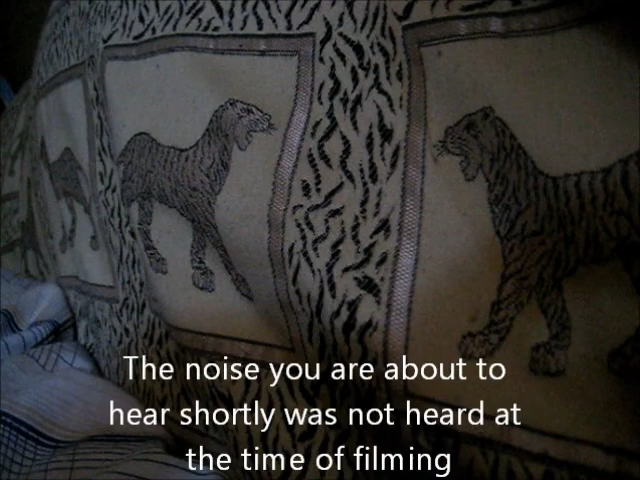 The noise you are about to
hear shortly was not heard at
the time of filming